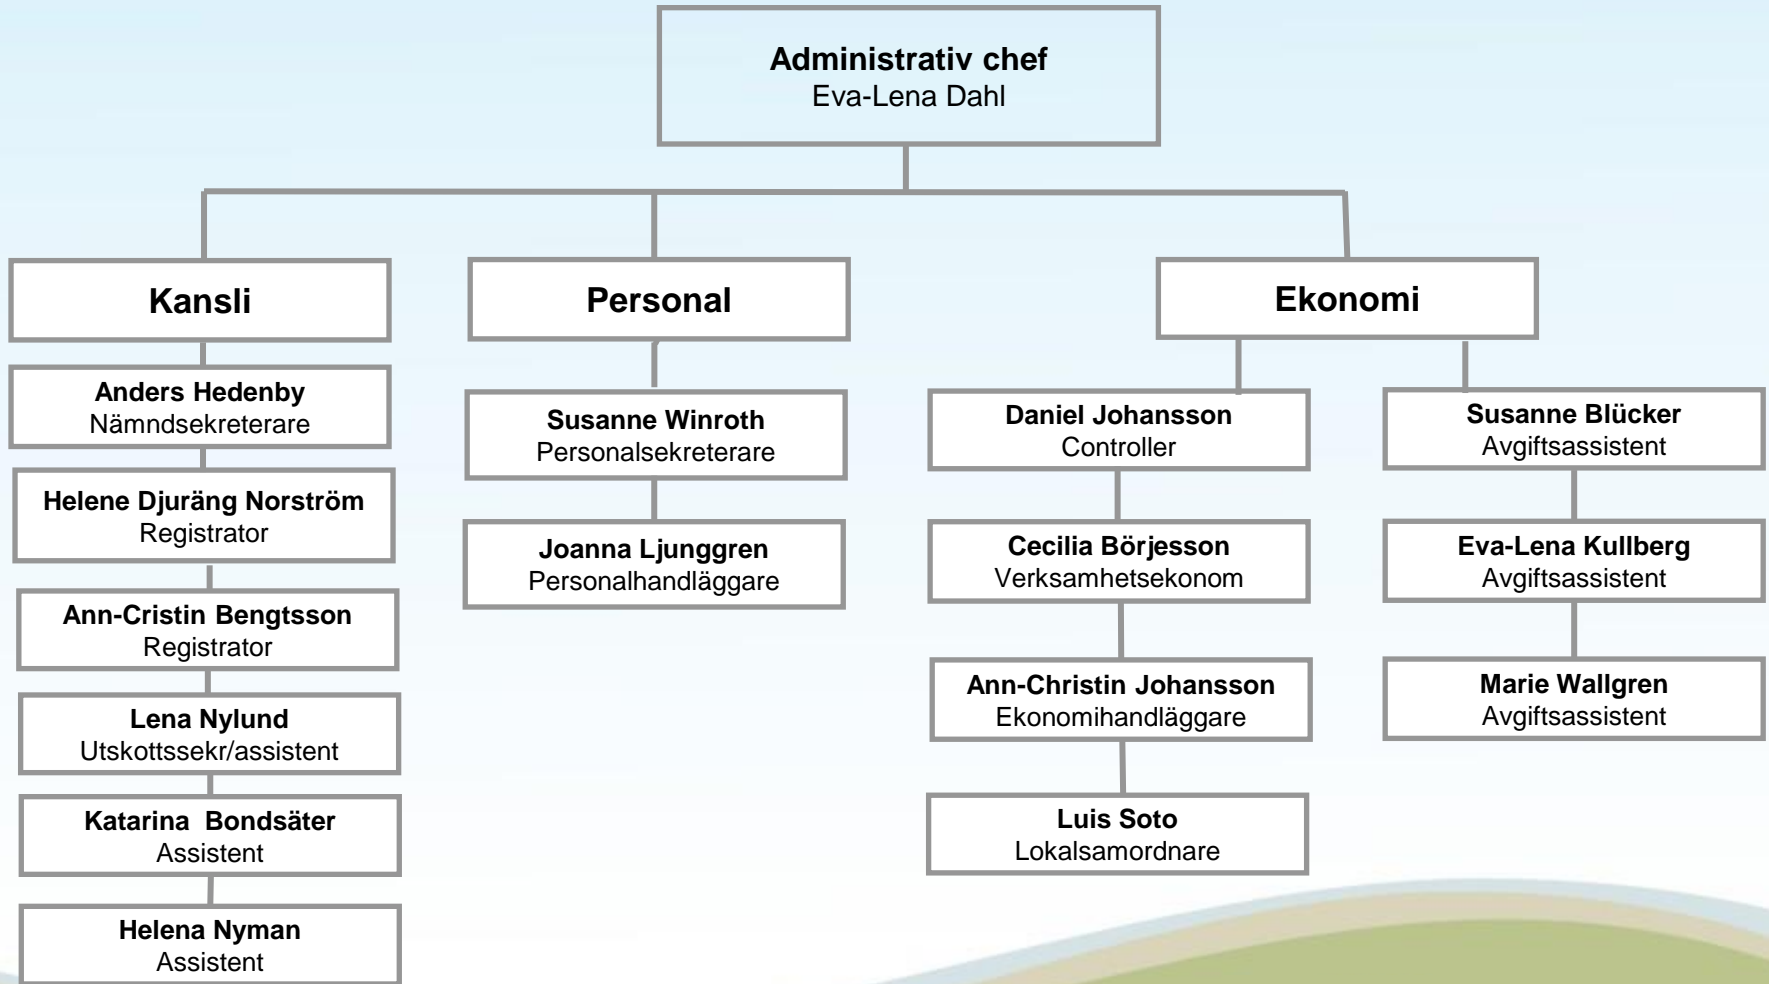 Administrativ chef
Eva-Lena Dahl
Kansli
Anders Hedenby
Nämndsekreterare
Helene Djuräng Norström
Registrator
Ann-Cristin Bengtsson
Registrator
Lena Nylund
Utskottssekr/assistent
Katarina Bondsäter
Assistent
Helena Nyman
Assistent
Personal
Susanne Winroth
Personalsekreterare
Joanna Ljunggren
Personalhandläggare
Ekonomi
Daniel Johansson
Controller
Cecilia Börjesson
Verksamhetsekonom
Ann-Christin Johansson
Ekonomihandläggare
Luis Soto
Lokalsamordnare
Susanne Blücker
Avgiftsassistent
Eva-Lena Kullberg
Avgiftsassistent
Marie Wallgren
Avgiftsassistent